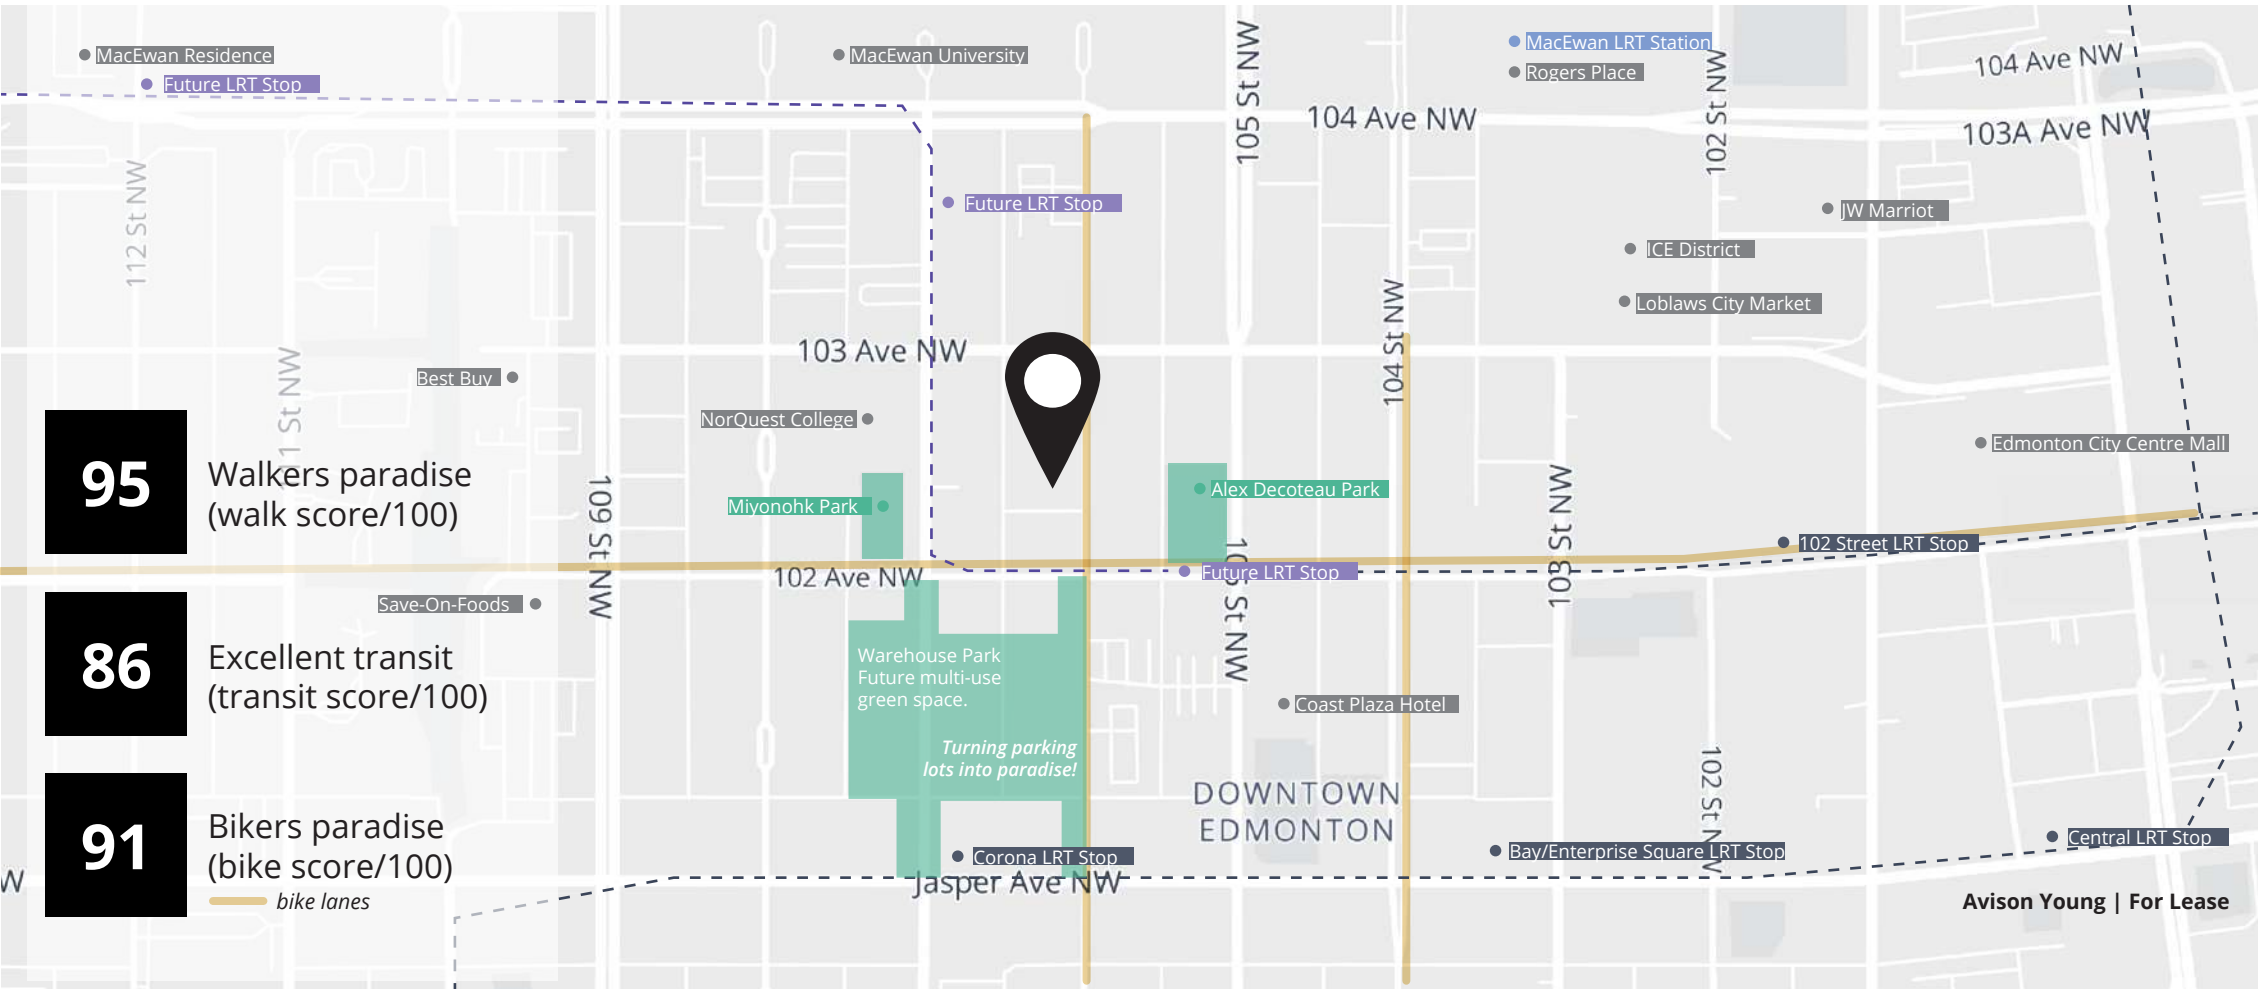 MacEwan Residence
Future LRT Stop
MacEwan University
MacEwan LRT Station
Rogers Place
104 Ave NW
103A Ave NW
104 Ave NW
105 St NW
102 St NW
112 St NW
Future LRT Stop
JW Marriot
ICE District
Loblaws City Market
104 St NW
103 Ave NW
Best Buy
111 St NW
NorQuest College
Edmonton City Centre Mall
95
Walkers paradise
(walk score/100)
109 St NW
Miyonohk Park
Alex Decoteau Park
103 St NW
102 Street LRT Stop
102 Ave NW
Future LRT Stop
105 St NW
Save-On-Foods
86
Excellent transit
(transit score/100)
Warehouse Park
Future multi-use
green space.
Turning parking
lots into paradise!
Coast Plaza Hotel
DOWNTOWN
EDMONTON
102 St NW
91
Bikers paradise
(bike score/100)
bike lanes
W
Corona LRT Stop
Jasper Ave NW
Bay/Enterprise Square LRT Stop
Central LRT Stop
Avison Young | For Lease